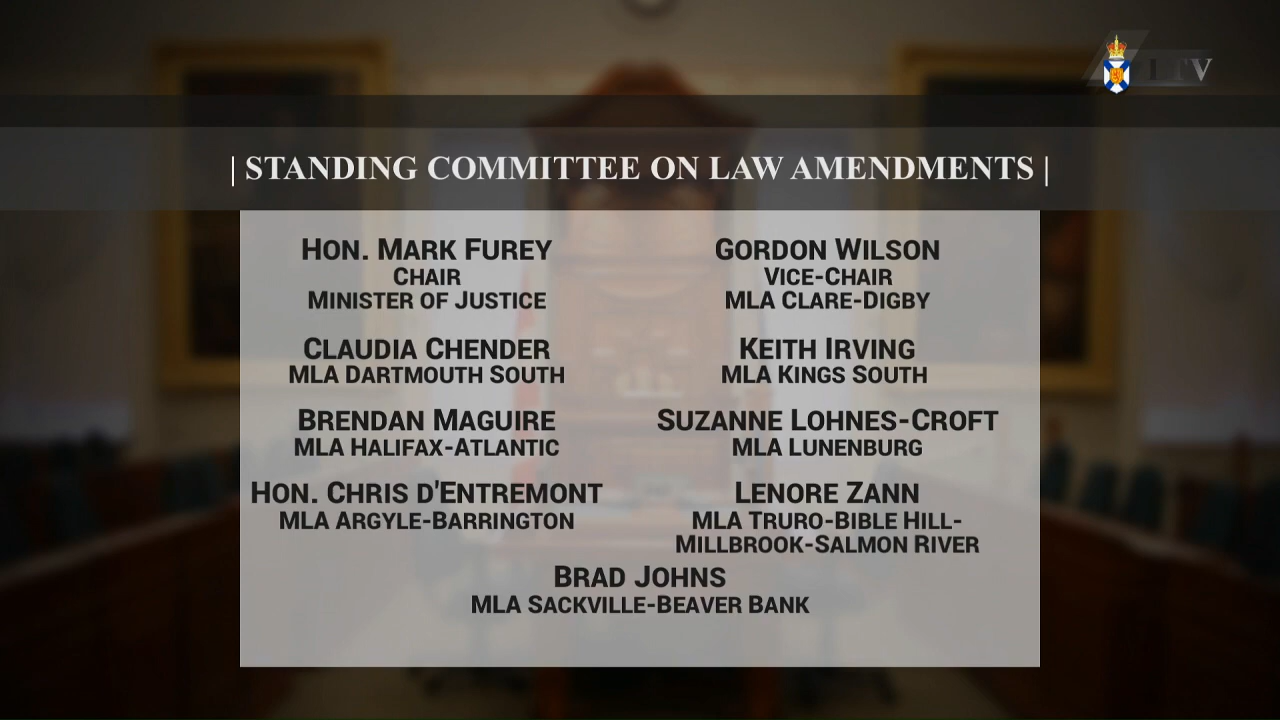 LTV
| STANDING COMMITTEE ON LAW AMENDMENTS |
HON. MARK FUREY
CHAIR
MINISTER OF JUSTICE
GORDON WILSON
VICE-CHAIR
MLA CLARE-DIGBY
CLAUDIA CHENDER
MLA DARTMOUTH SOUTH
KEITH IRVING
MLA KINGS SOUTH
BRENDAN MAGUIRE
MLA HALIFAX-ATLANTIC
SUZANNE LOHNES-CROFT
MLA LUNENBURG
HON. CHRIS D'ENTREMONT
MLA ARGYLE-BARRINGTON
LENORE ZANN
MLA TRURO-BIBLE HILL-
MILLBROOK-SALMON RIVER
BRAD JOHNS
MLA SACKVILLE-BEAVER BANK